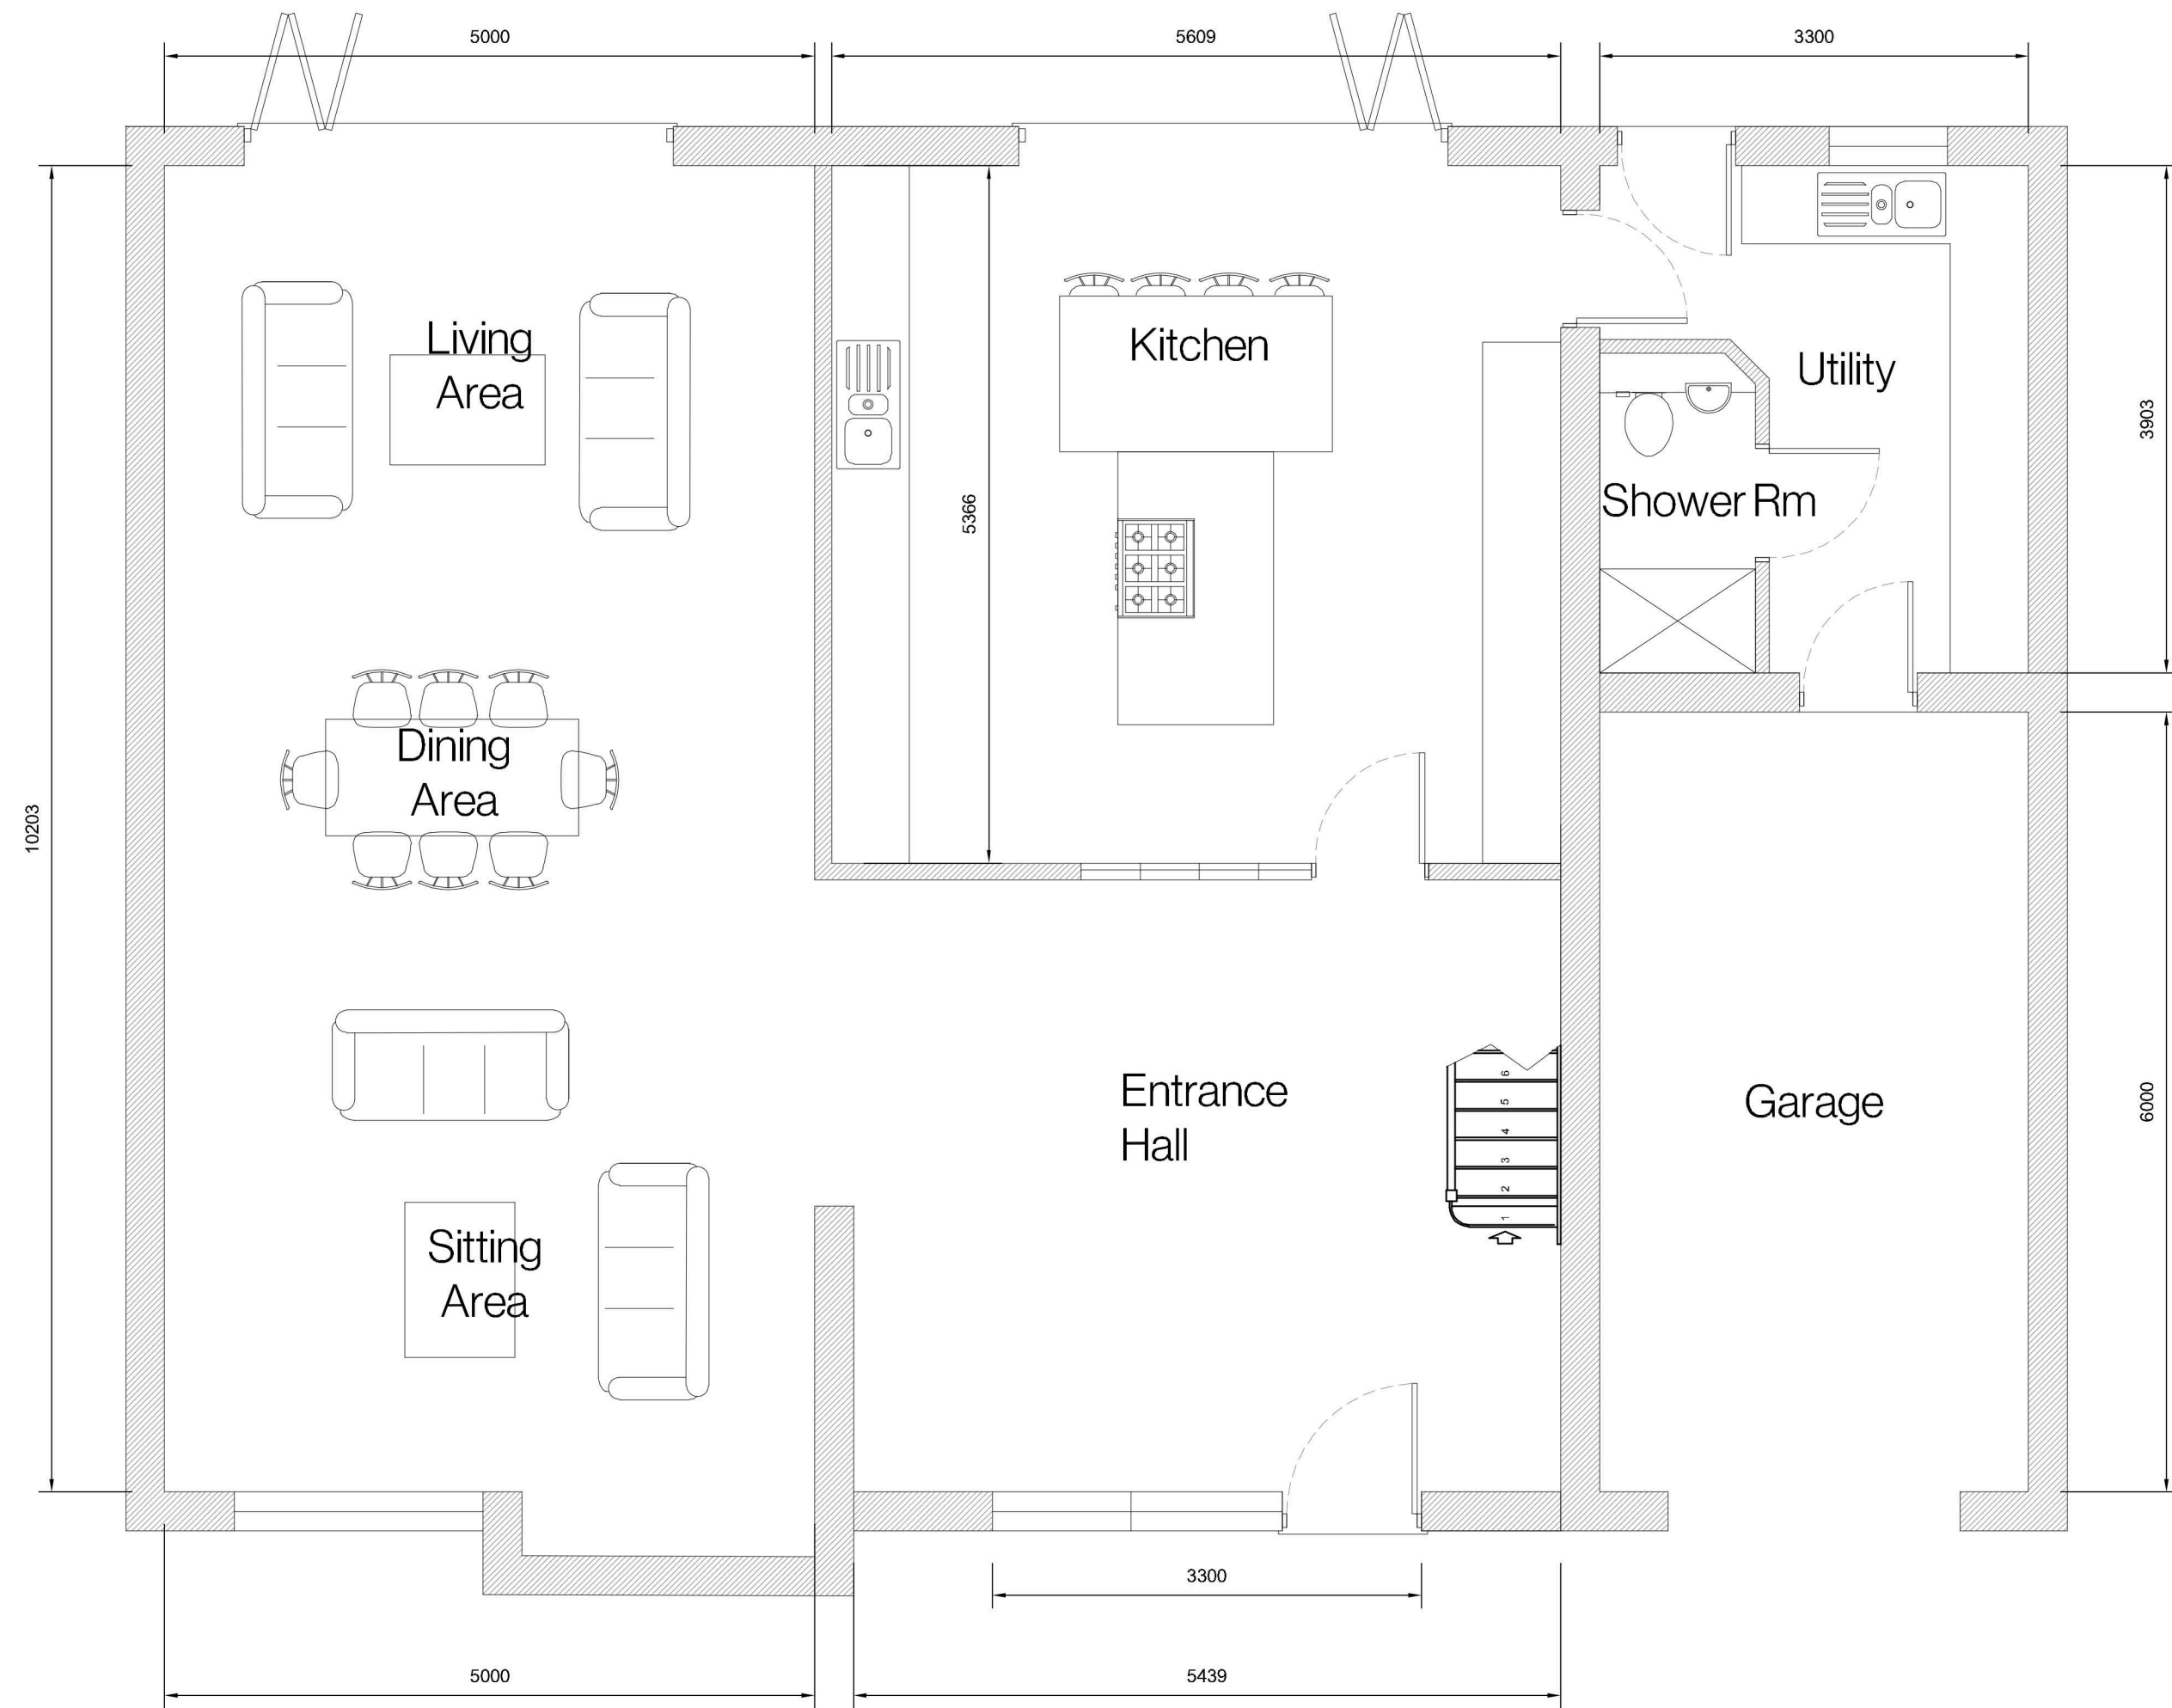 5000
5609
3300
Living
Area
Kitchen
Utility
3903
Shower Rm
5366
Dining
Area
10203
Entrance
Hall
6
5
4
3
2
1
Garage
6000
Sitting
Area
3300
5000
5439